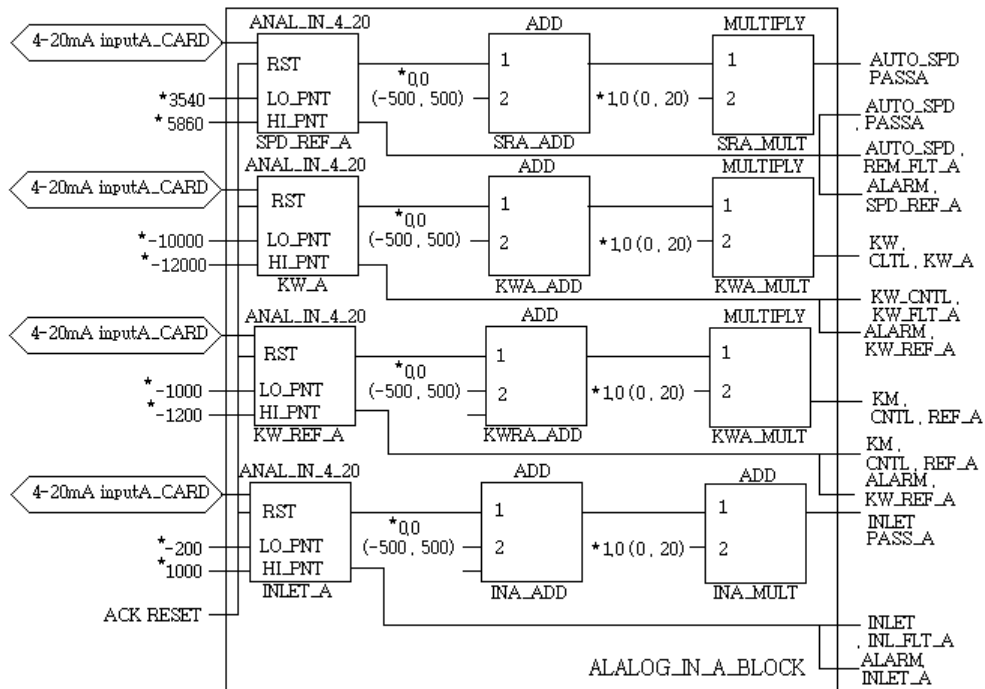 ANAL_IN_4_20 ADD MULTIPLY
4-20mA inputA_CARD
RST 1 1 AUTO_SPD
PASSA
*0,0
(-500, 500) 2 *1,0 (0, 20) 2
*3540 LO_PNT
*5860 HI_PNT
AUTO_SPD
, PASSA
SPD_REF_A SRA_ADD SRA_MULT
AUTO_SPD,
REM_FLT_A
ANAL_IN_4_20 ADD MULTIPLY
4-20mA inputA_CARD
ALARM,
SPD_REF_A
RST 1 1
*0,0
(-500, 500) 2 *1,0 (0, 20) 2
*-10000 LO_PNT
*-12000 HI_PNT
KW,
CLTL, KW_A
KW_A KWA_ADD KWA_MULT
KW_CNTL,
KW_FLT_A
ANAL_IN_4_20 ADD MULTIPLY
4-20mA inputA_CARD
ALARM,
KW_REF_A
RST 1 1
*0,0
(-500, 500) 2 *1,0 (0, 20) 2
*-1000 LO_PNT
*-1200 HI_PNT
KM,
CNTL, REF_A
KW_REF_A KWRA_ADD KWA_MULT
KM,
CNTL, REF_A
ANAL_IN_4_20 ADD ADD
4-20mA inputA_CARD
ALARM,
KW_REF_A
RST 1 1
INLET
PASS_A
*0,0
(-500, 500) 2 *1,0 (0, 20) 2
*-200 LO_PNT
*1000 HI_PNT
INLET_A INA_ADD INA_MULT
ACK RESET
INLET
, INL_FLT_A
ALALOG_IN_A_BLOCK
ALARM,
INLET_A